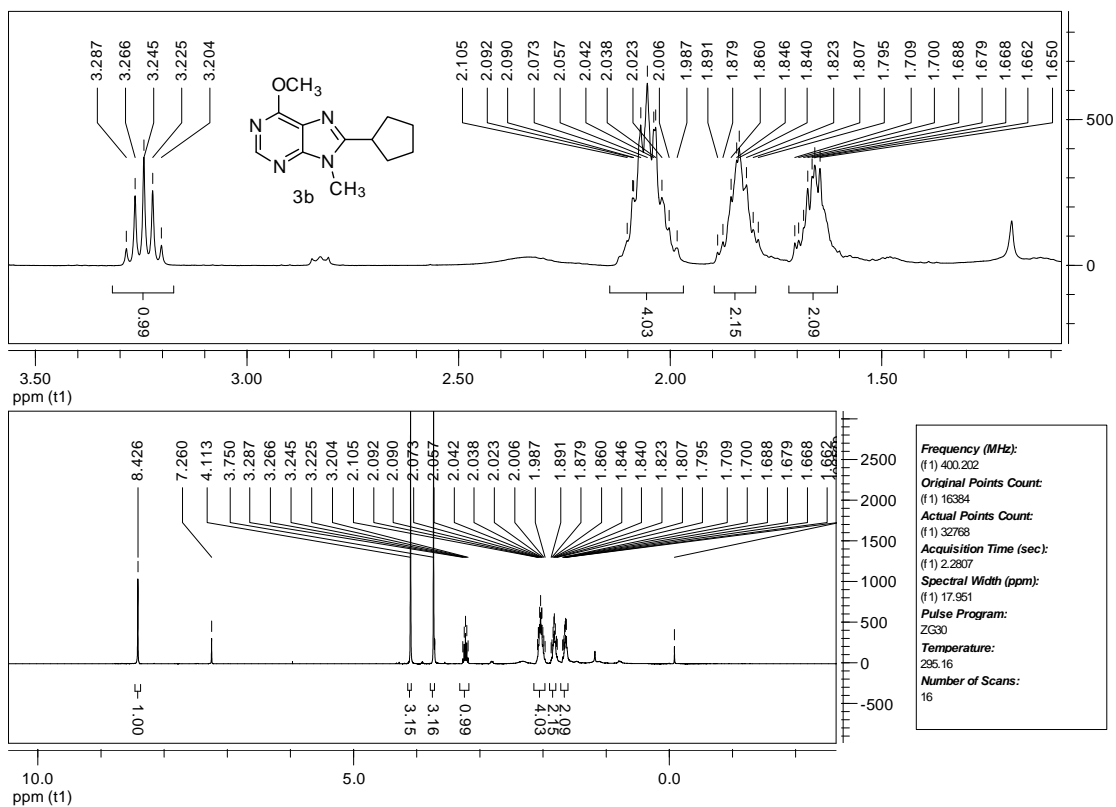 3.287 3.266 3.245 3.225 3.204 2.105 2.092 2.090 2.073 2.057 2.042 2.038 2.023 2.006 1.987 1.891 1.879 1.860 1.846 1.840 1.823 1.807 1.795 1.709 1.700 1.688 1.679 1.668 1.662 1.650
OCH3
N
N
N
N
CH3
3b
500
0
0.99 4.03 2.15 2.09
3.50 3.00 2.50 2.00 1.50
ppm (t1)
8.426 7.260 4.113 3.750 3.287 3.266 3.245 3.225 3.204 2.105 2.092 2.090 2.073 2.057 2.042 2.038 2.023 2.006 1.987 1.891 1.879 1.860 1.846 1.840 1.823 1.807 1.795 1.709 1.700 1.688 1.679 1.668 1.662
2500
2000
1500
1000
500
0
-500
1.00 3.15 3.16 0.99 4.03 2.15 2.09
10.0 5.0 0.0
ppm (t1)
Frequency (MHz):
(f1) 400.202
Original Points Count:
(f1) 16384
Actual Points Count:
(f1) 32768
Acquisition Time (sec):
(f1) 2.2807
Spectral Width (ppm):
(f1) 17.951
Pulse Program:
ZG30
Temperature:
295.16
Number of Scans:
16